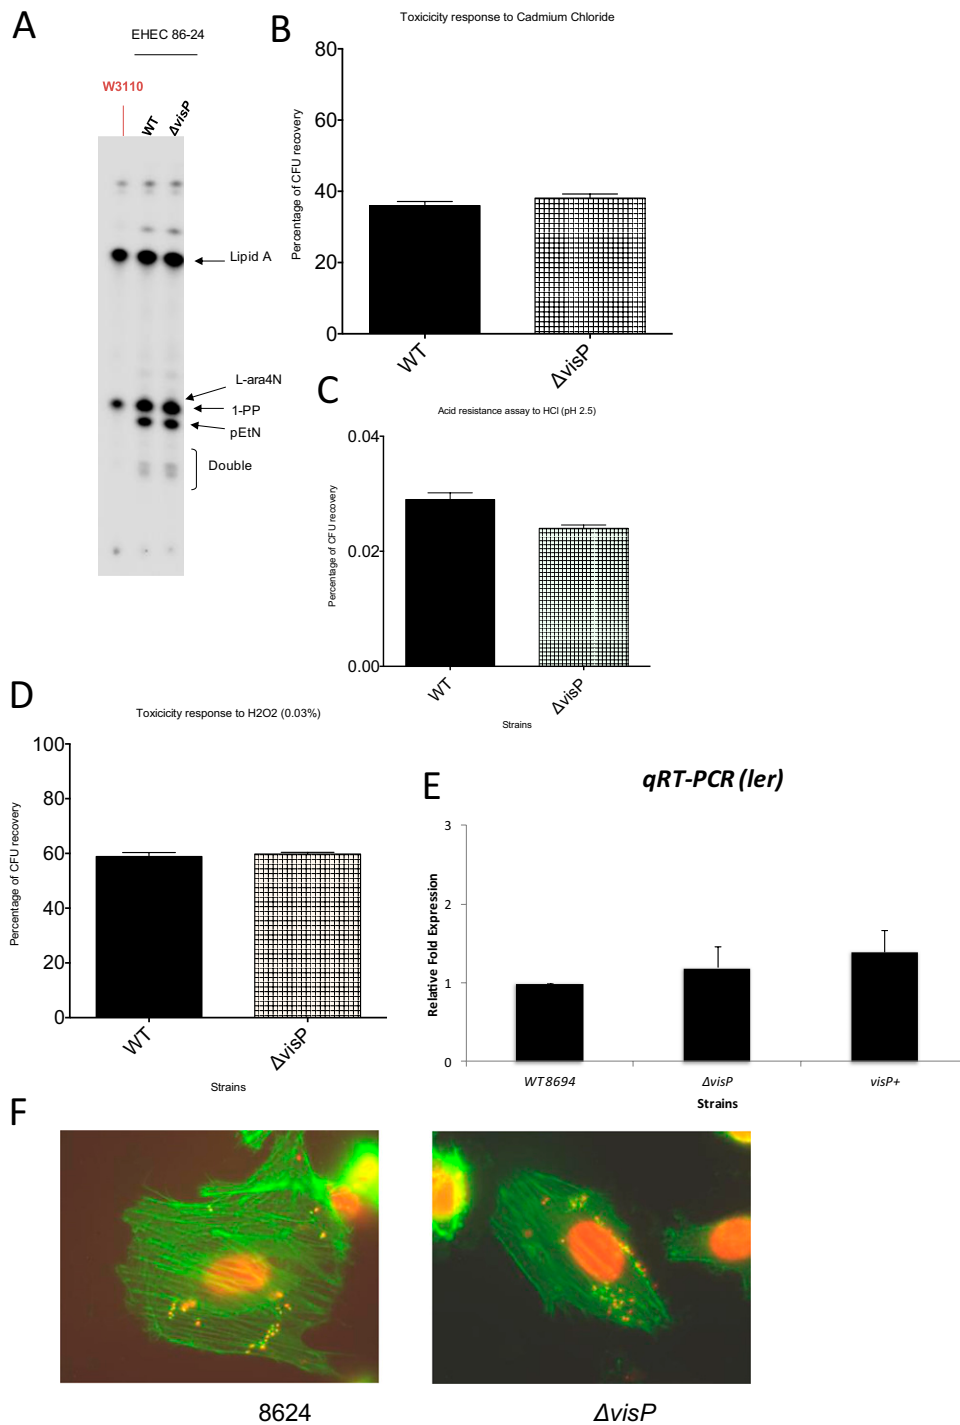 A
EHEC 86-24
W3110
WT
ΔvisP
Lipid A
L-ara4N
1-PP
pEtN
Double
B
Toxicicity response to Cadmium Chloride
Percentage of CFU recovery
80
60
40
20
0
WT
ΔvisP
C
Acid resistance assay to HCl (pH 2.5)
Percentage of CFU recovery
0.04
0.02
0.00
WT
ΔvisP
Strains
D
Toxicicity response to H2O2 (0.03%)
Percentage of CFU recovery
100
80
60
40
20
0
WT
ΔvisP
Strains
E
qRT-PCR (ler)
Relative Fold Expression
3
2
1
0
WT8694
ΔvisP
visP+
Strains
F
8624
ΔvisP